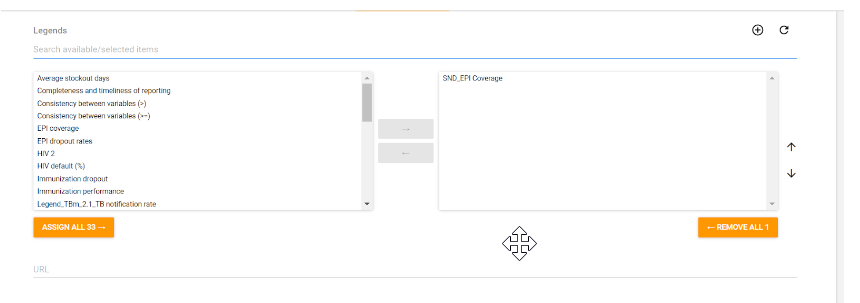 Legends
Search available/selected items
Average stockout days
Completeness and timeliness of reporting
Consistency between variables (>)
Consistency between variables (>=)
EPI coverage
EPI dropout rates
HIV 2
HIV default (%)
Immunization dropout
Immunization performance
Legend_TBm_2.1_TB notification rate
SND_EPI Coverage
→
←
ASSIGN ALL 33 →
← REMOVE ALL 1
URL